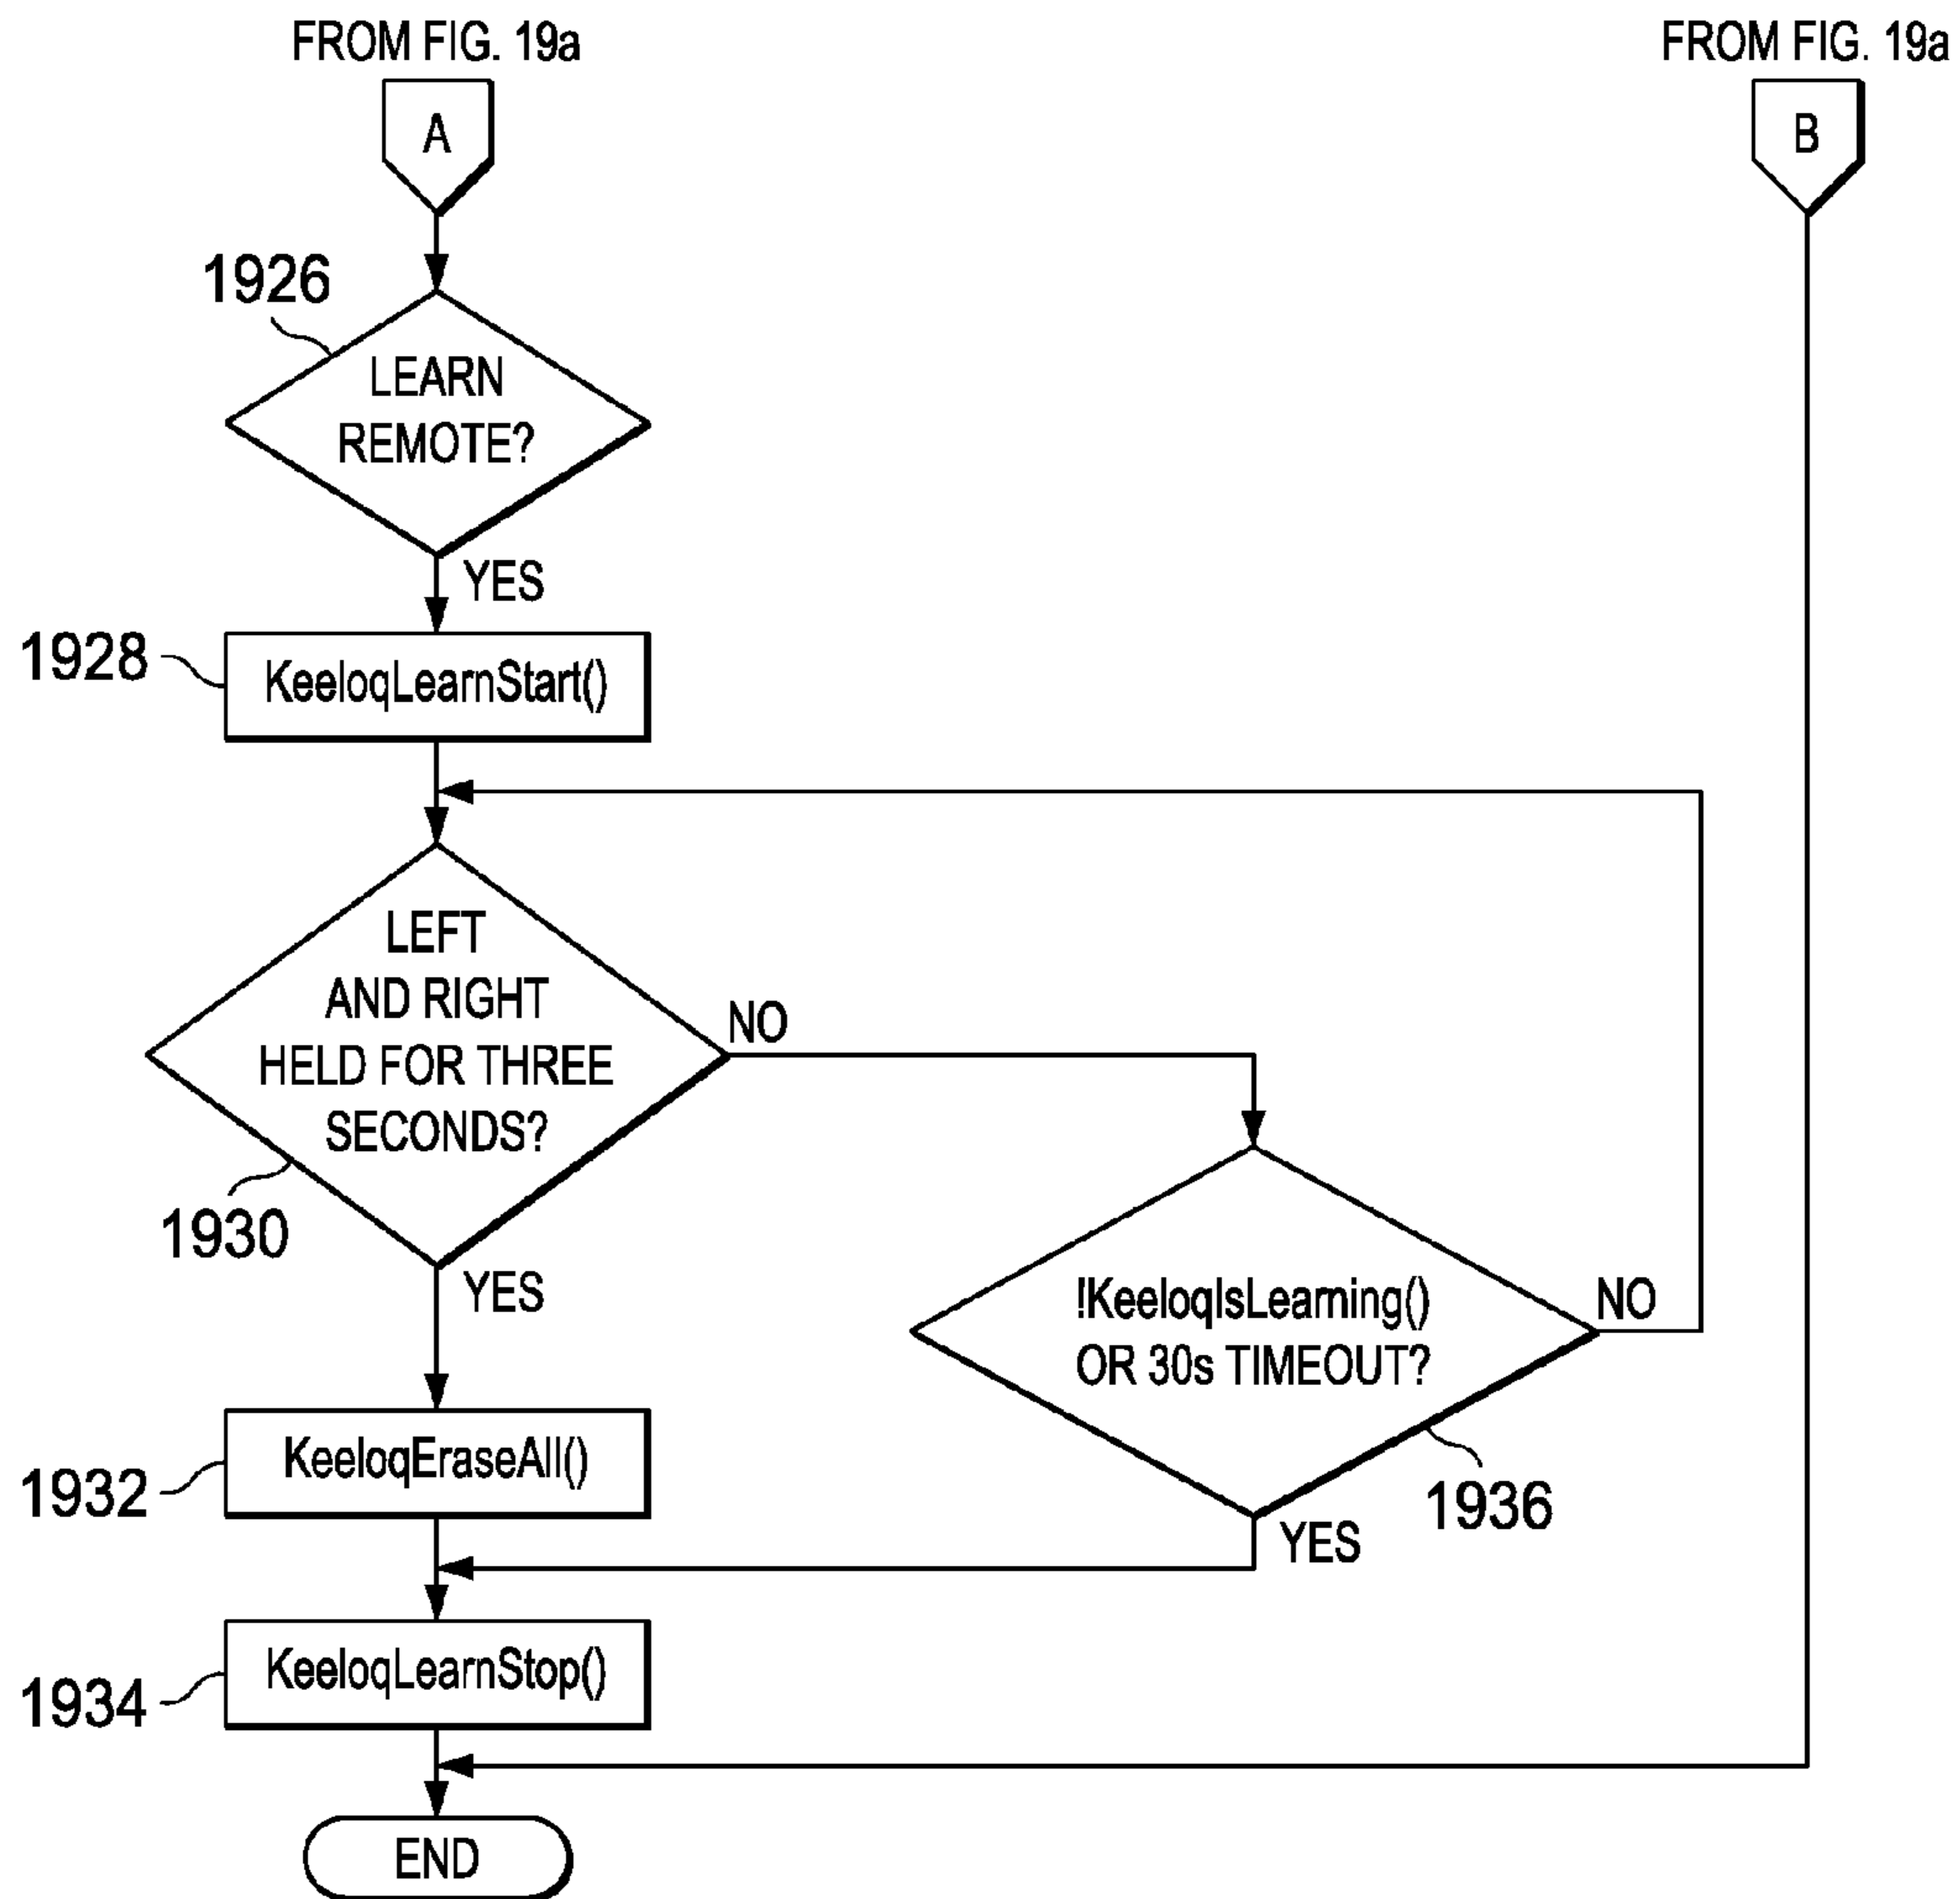 FROM FIG. 19a
FROM FIG. 19a
A
B
1926
LEARN
REMOTE?
YES
1928
KeeloqLearnStart()
LEFT
AND RIGHT
HELD FOR THREE
SECONDS?
NO
1930
YES
!KeeloqIsLearning()
OR 30s TIMEOUT?
NO
1936
YES
KeeloqEraseAll()
1932
KeeloqLearnStop()
1934
END